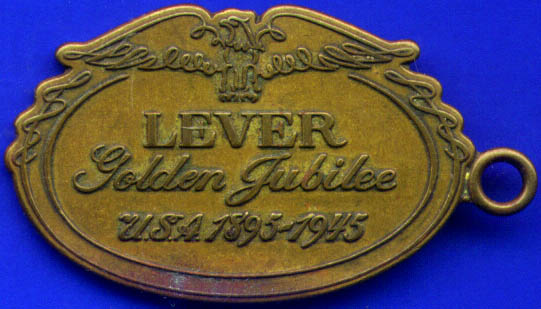 LEVER
Golden Jubilee
U.S.A. 1895-1945